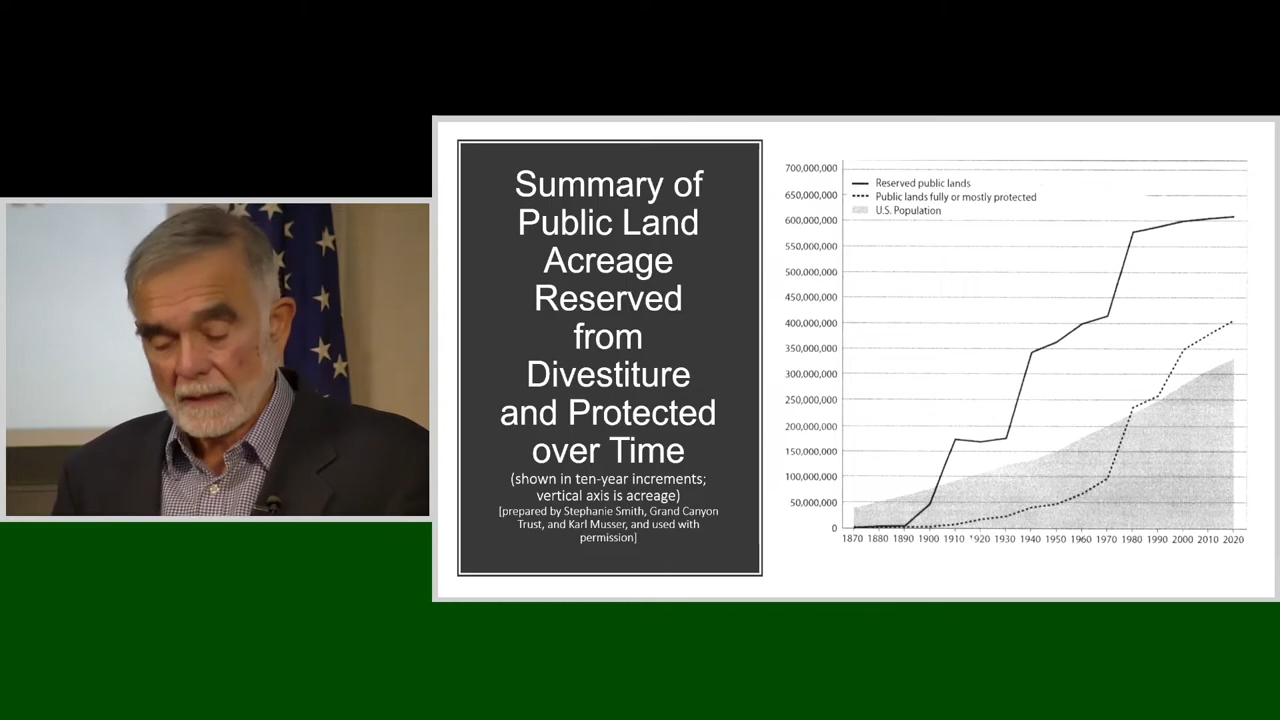 Summary of
Public Land
Acreage
Reserved
from
Divestiture
and Protected
over Time
(shown in ten-year increments;
vertical axis is acreage)
[prepared by Stephanie Smith, Grand Canyon
Trust, and Karl Musser, and used with
permission]
700,000,000
650,000,000
600,000,000
550,000,000
500,000,000
450,000,000
400,000,000
350,000,000
300,000,000
250,000,000
200,000,000
150,000,000
100,000,000
50,000,000
0
Reserved public lands
Public lands fully or mostly protected
U.S. Population
1870 1880 1890 1900 1910 1920 1930 1940 1950 1960 1970 1980 1990 2000 2010 2020